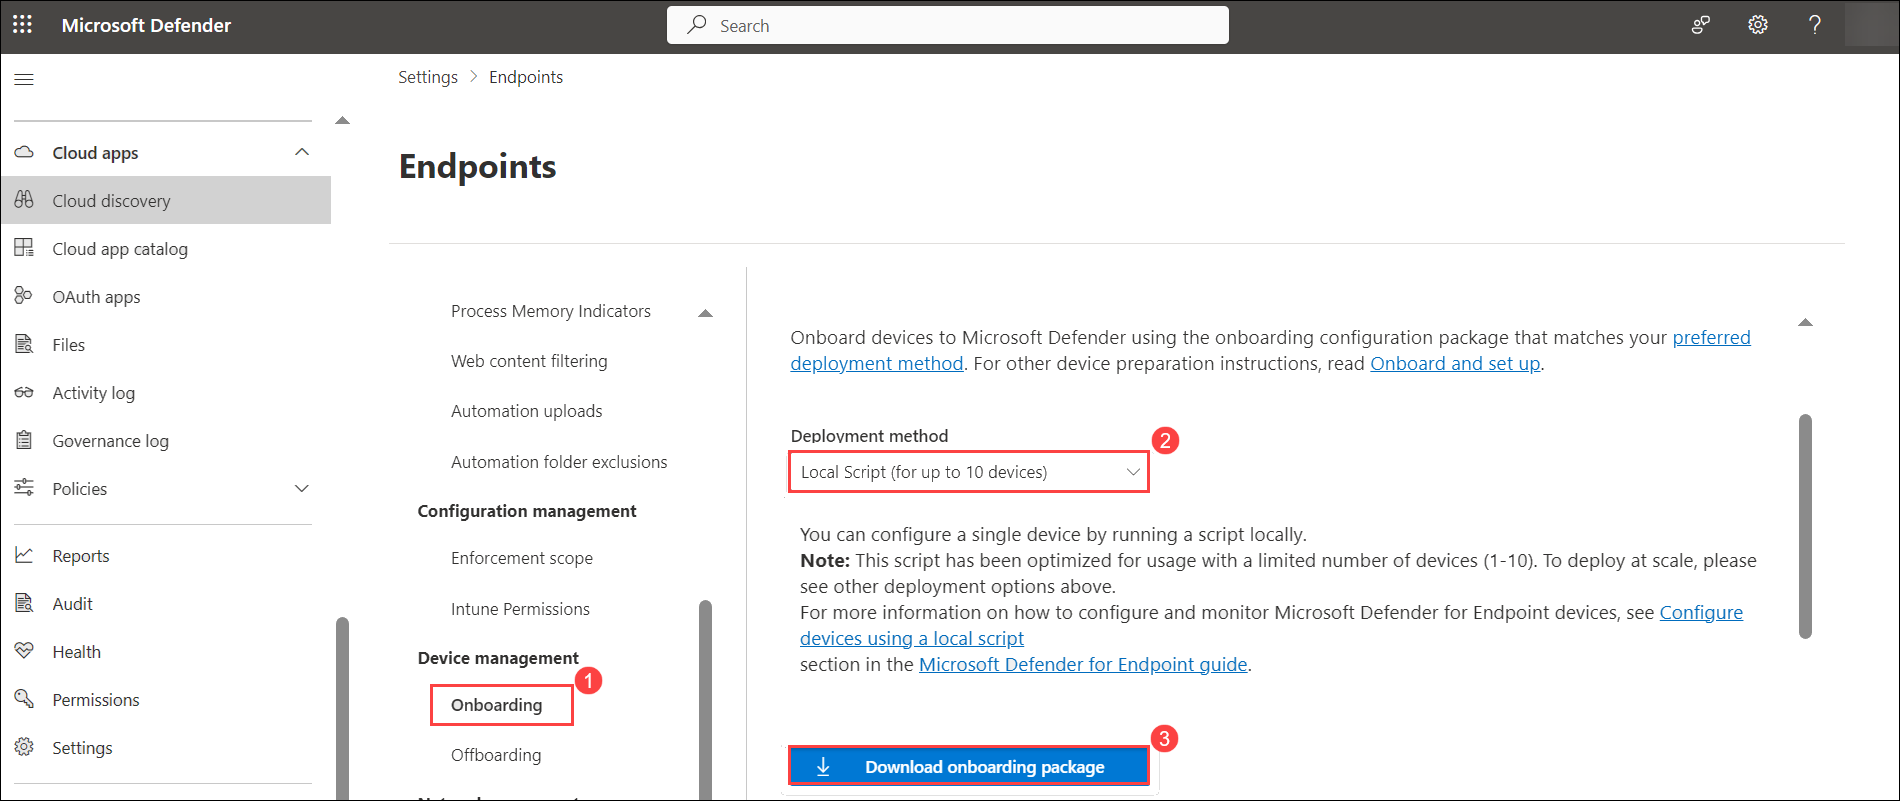 Microsoft Defender
Search
Settings > Endpoints
Cloud apps
Cloud discovery
Cloud app catalog
OAuth apps
Files
Activity log
Governance log
Policies
Reports
Audit
Health
Permissions
Settings
Endpoints
Process Memory Indicators
Web content filtering
Automation uploads
Automation folder exclusions
Configuration management
Enforcement scope
Intune Permissions
Device management
1
Onboarding
Offboarding
Onboard devices to Microsoft Defender using the onboarding configuration package that matches your preferred
deployment method. For other device preparation instructions, read Onboard and set up.
Deployment method
2
Local Script (for up to 10 devices)
You can configure a single device by running a script locally.
Note: This script has been optimized for usage with a limited number of devices (1-10). To deploy at scale, please
see other deployment options above.
For more information on how to configure and monitor Microsoft Defender for Endpoint devices, see Configure
devices using a local script
section in the Microsoft Defender for Endpoint guide.
3
Download onboarding package